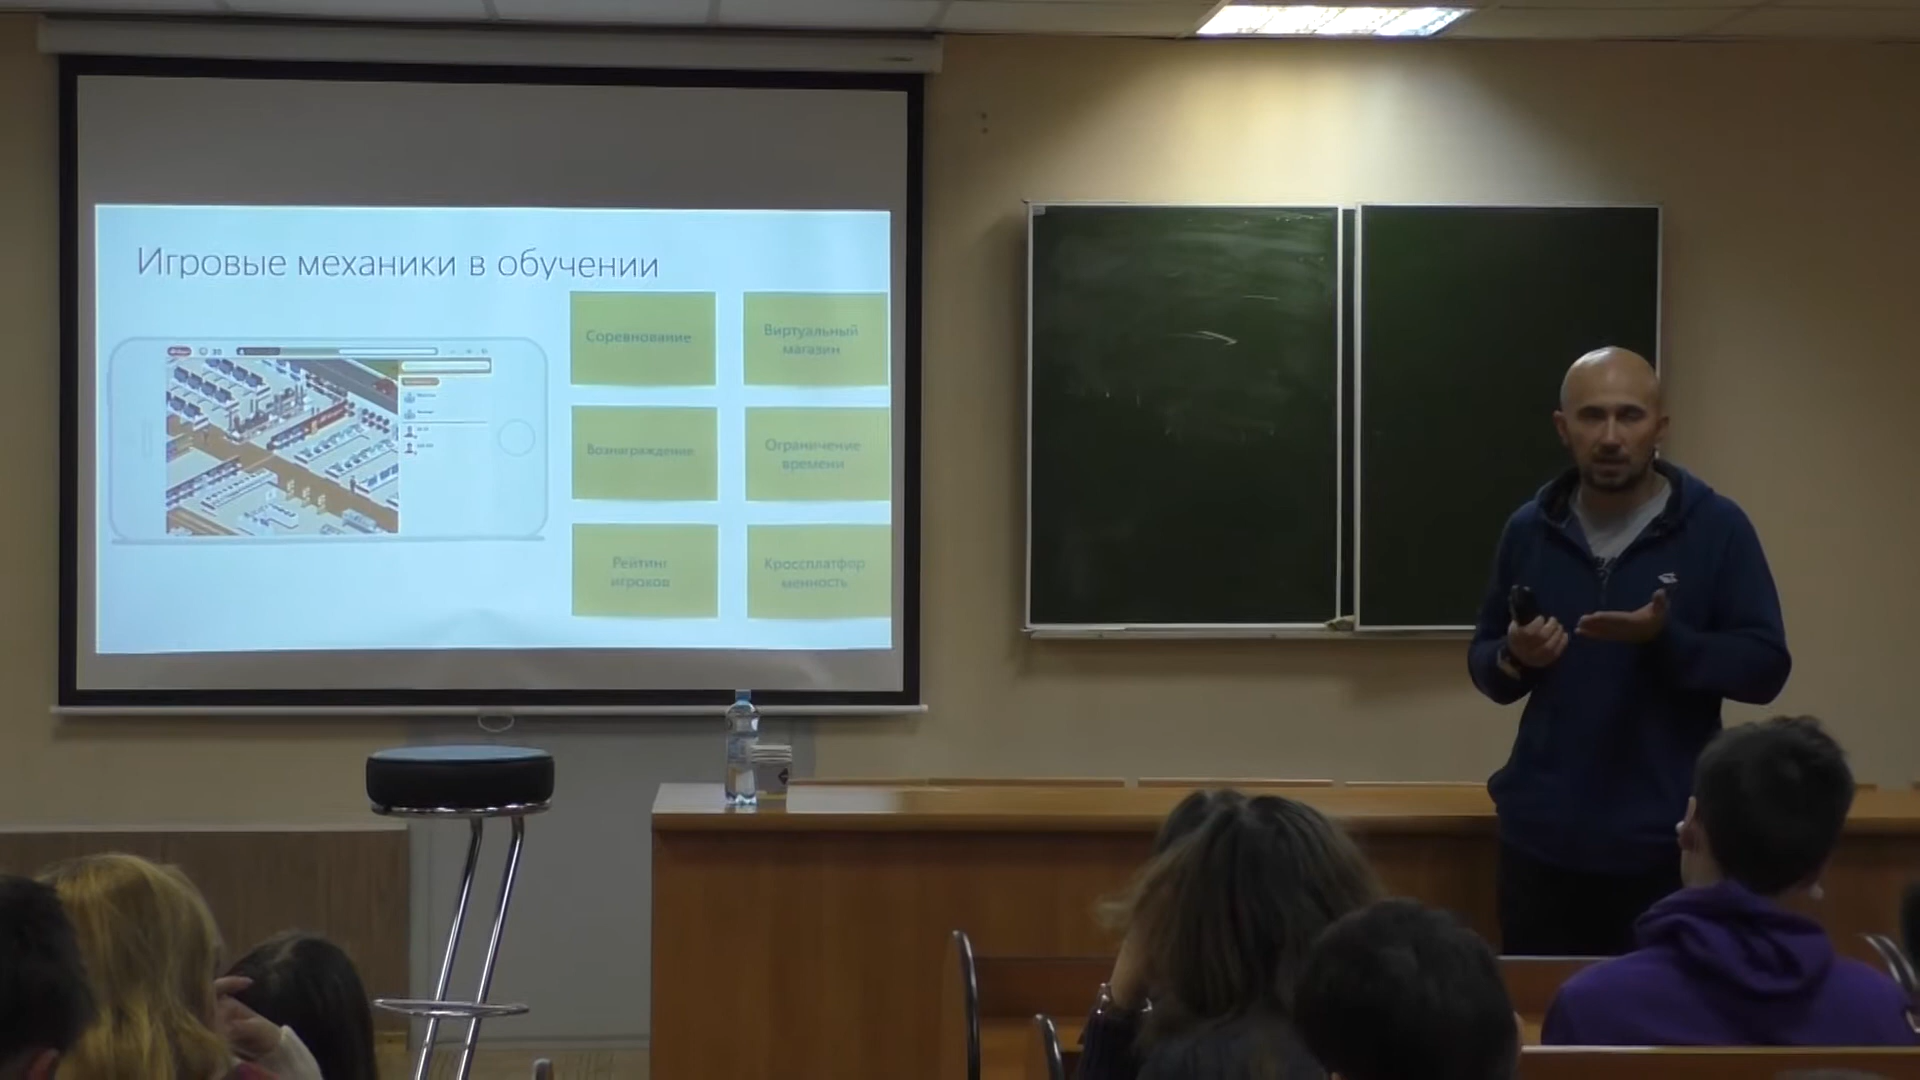 Игровые механики в обучении
Соревнование
Виртуальный
магазин
Вознаграждение
Ограничение
времени
Рейтинг
игроков
Кроссплатфор
менность